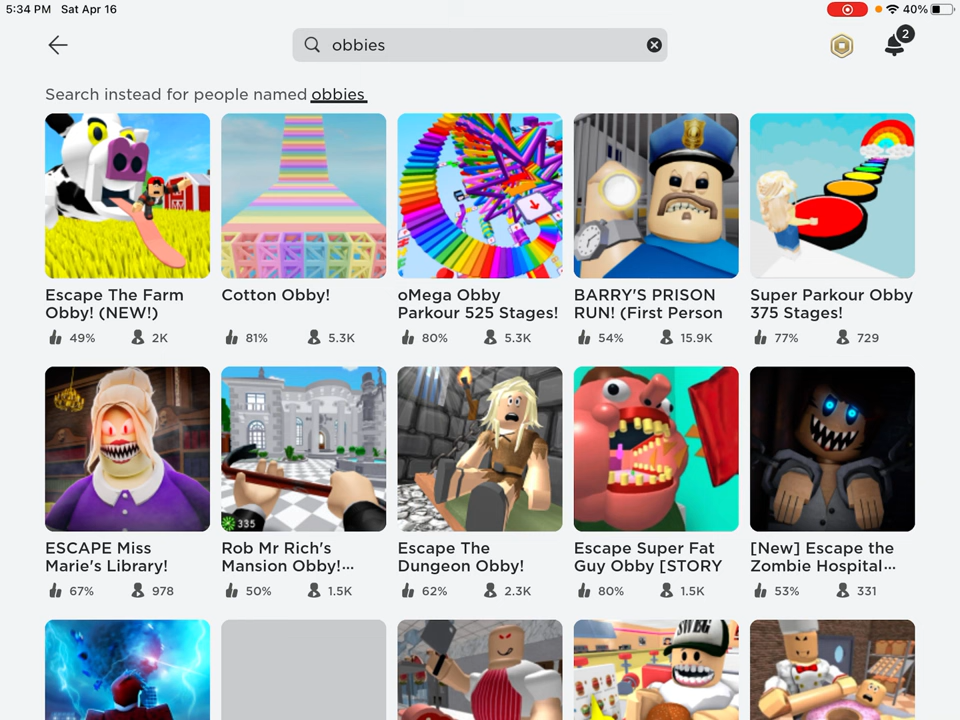 5:34 PM Sat Apr 16
40%
obbies
2
Search instead for people named obbies
Escape The Farm
Obby! (NEW!)
49% 2K
Cotton Obby!
81% 5.3K
oMega Obby
Parkour 525 Stages!
80% 5.3K
BARRY'S PRISON
RUN! (First Person
54% 15.9K
Super Parkour Obby
375 Stages!
77% 729
335
ESCAPE Miss
Marie's Library!
67% 978
Rob Mr Rich's
Mansion Obby!...
50% 1.5K
Escape The
Dungeon Obby!
62% 2.3K
Escape Super Fat
Guy Obby [STORY
80% 1.5K
[New] Escape the
Zombie Hospital...
53% 331
SWEG